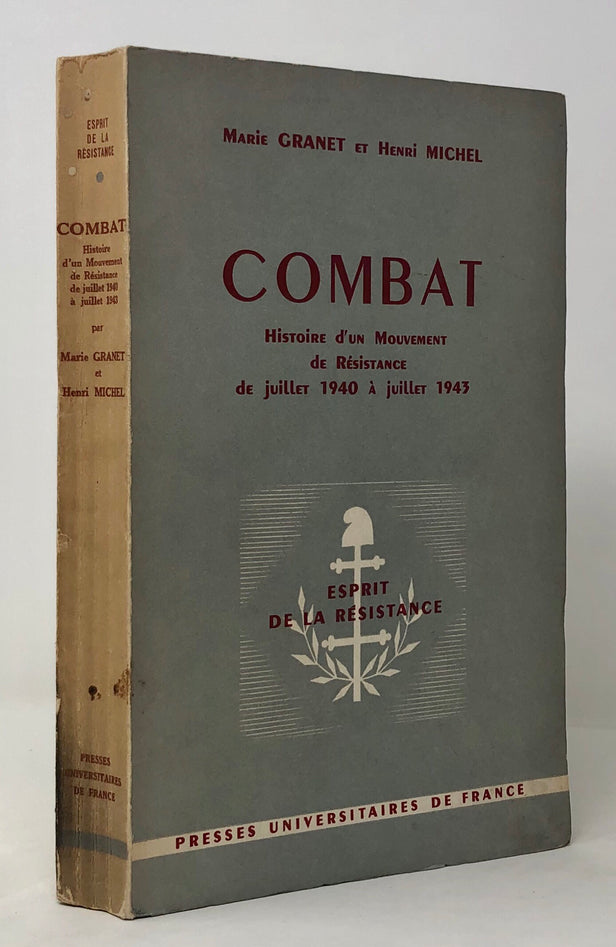 ESPRIT
DE LA
RÉSISTANCE
COMBAT
Histoire
d'un Mouvement
de Résistance
de juillet 1940
à juillet 1943
par
Marie GRANET
et
Henri MICHEL
PRESSES
UNIVERSITAIRES
DE FRANCE
Marie GRANET et Henri MICHEL
COMBAT
Histoire d'un Mouvement
de Résistance
de juillet 1940 à juillet 1943
ESPRIT
DE LA RÉSISTANCE
PRESSES UNIVERSITAIRES DE FRANCE